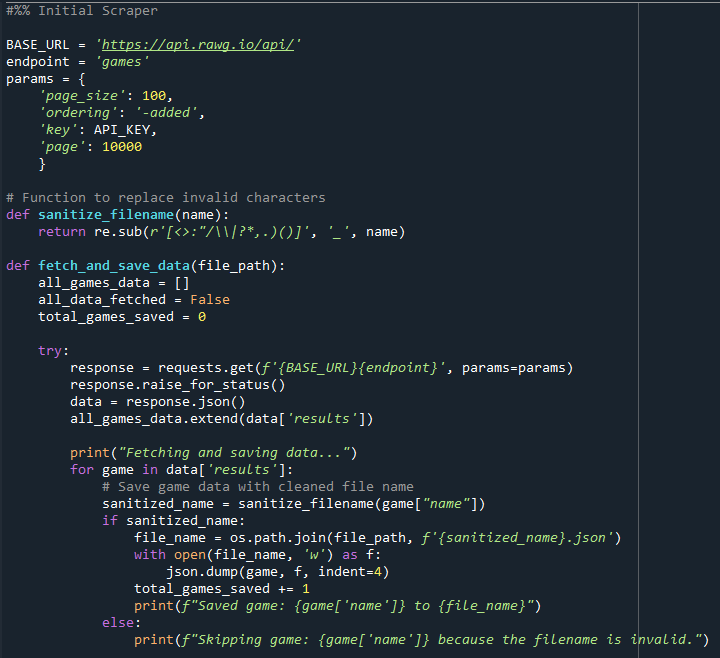 #%% Initial Scraper
BASE_URL = 'https://api.rawg.io/api/'
endpoint = 'games'
params = {
    'page_size': 100,
    'ordering': '-added',
    'key': API_KEY,
    'page': 10000
    }
# Function to replace invalid characters
def sanitize_filename(name):
    return re.sub(r'[<>:"/\\|?*,.)()]', '_', name)
def fetch_and_save_data(file_path):
    all_games_data = []
    all_data_fetched = False
    total_games_saved = 0
    try:
        response = requests.get(f'{BASE_URL}{endpoint}', params=params)
        response.raise_for_status()
        data = response.json()
        all_games_data.extend(data['results'])
        print("Fetching and saving data...")
        for game in data['results']:
            # Save game data with cleaned file name
            sanitized_name = sanitize_filename(game["name"])
            if sanitized_name:
                file_name = os.path.join(file_path, f'{sanitized_name}.json')
                with open(file_name, 'w') as f:
                    json.dump(game, f, indent=4)
                total_games_saved += 1
                print(f"Saved game: {game['name']} to {file_name}")
            else:
                print(f"Skipping game: {game['name']} because the filename is invalid.")